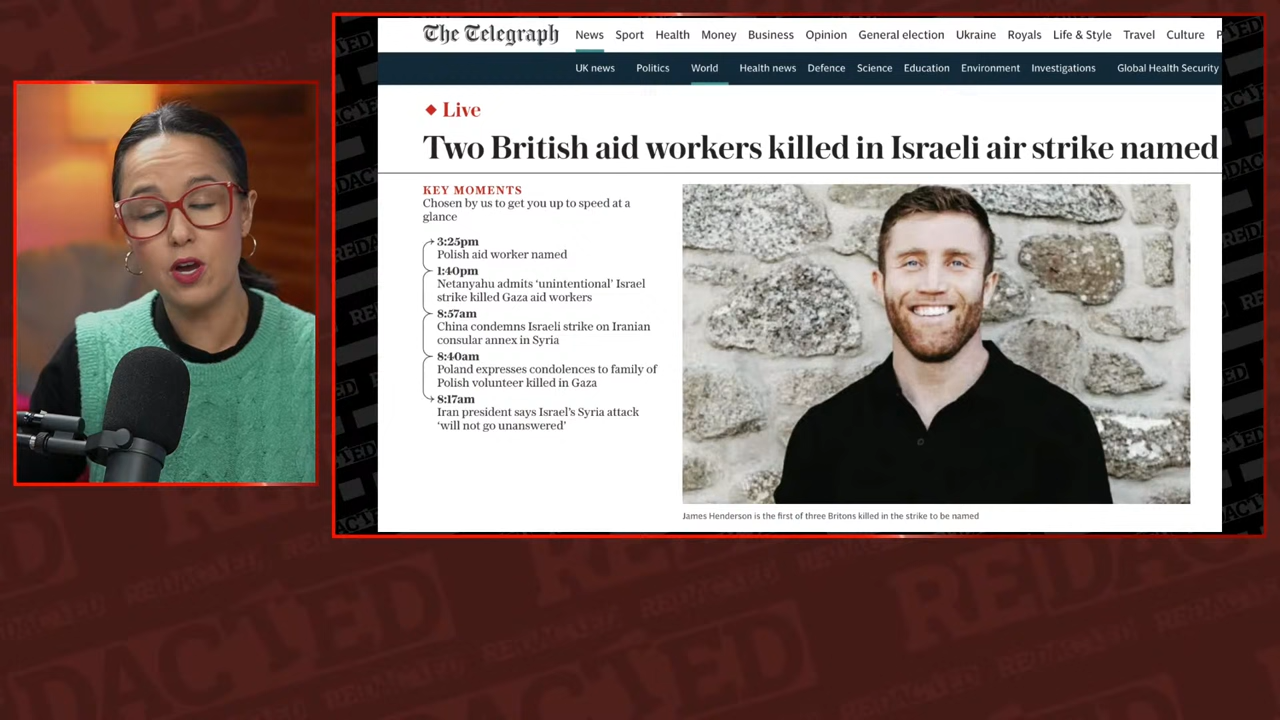 The Telegraph
News Sport Health Money Business Opinion General election Ukraine Royals Life & Style Travel Culture
UK news Politics World Health news Defence Science Education Environment Investigations Global Health Security
Live
Two British aid workers killed in Israeli air strike named
KEY MOMENTS
Chosen by us to get you up to speed at a
glance
3:25pm
Polish aid worker named
1:40pm
Netanyahu admits ‘unintentional’ Israel
strike killed Gaza aid workers
8:57am
China condemns Israeli strike on Iranian
consular annex in Syria
8:40am
Poland expresses condolences to family of
Polish volunteer killed in Gaza
8:17am
Iran president says Israel’s Syria attack
‘will not go unanswered’
James Henderson is the first of three Britons killed in the strike to be named
REDACTED
REDACTED
REDACTED